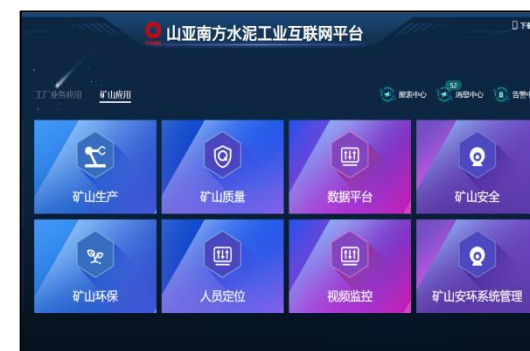 山亚南方水泥工业互联网平台
下
工厂业务应用 矿山应用
报表中心 52 消息中心 告警中
矿山生产 矿山质量 数据平台 矿山安全
矿山环保 人员定位 视频监控 矿山安环系统管理